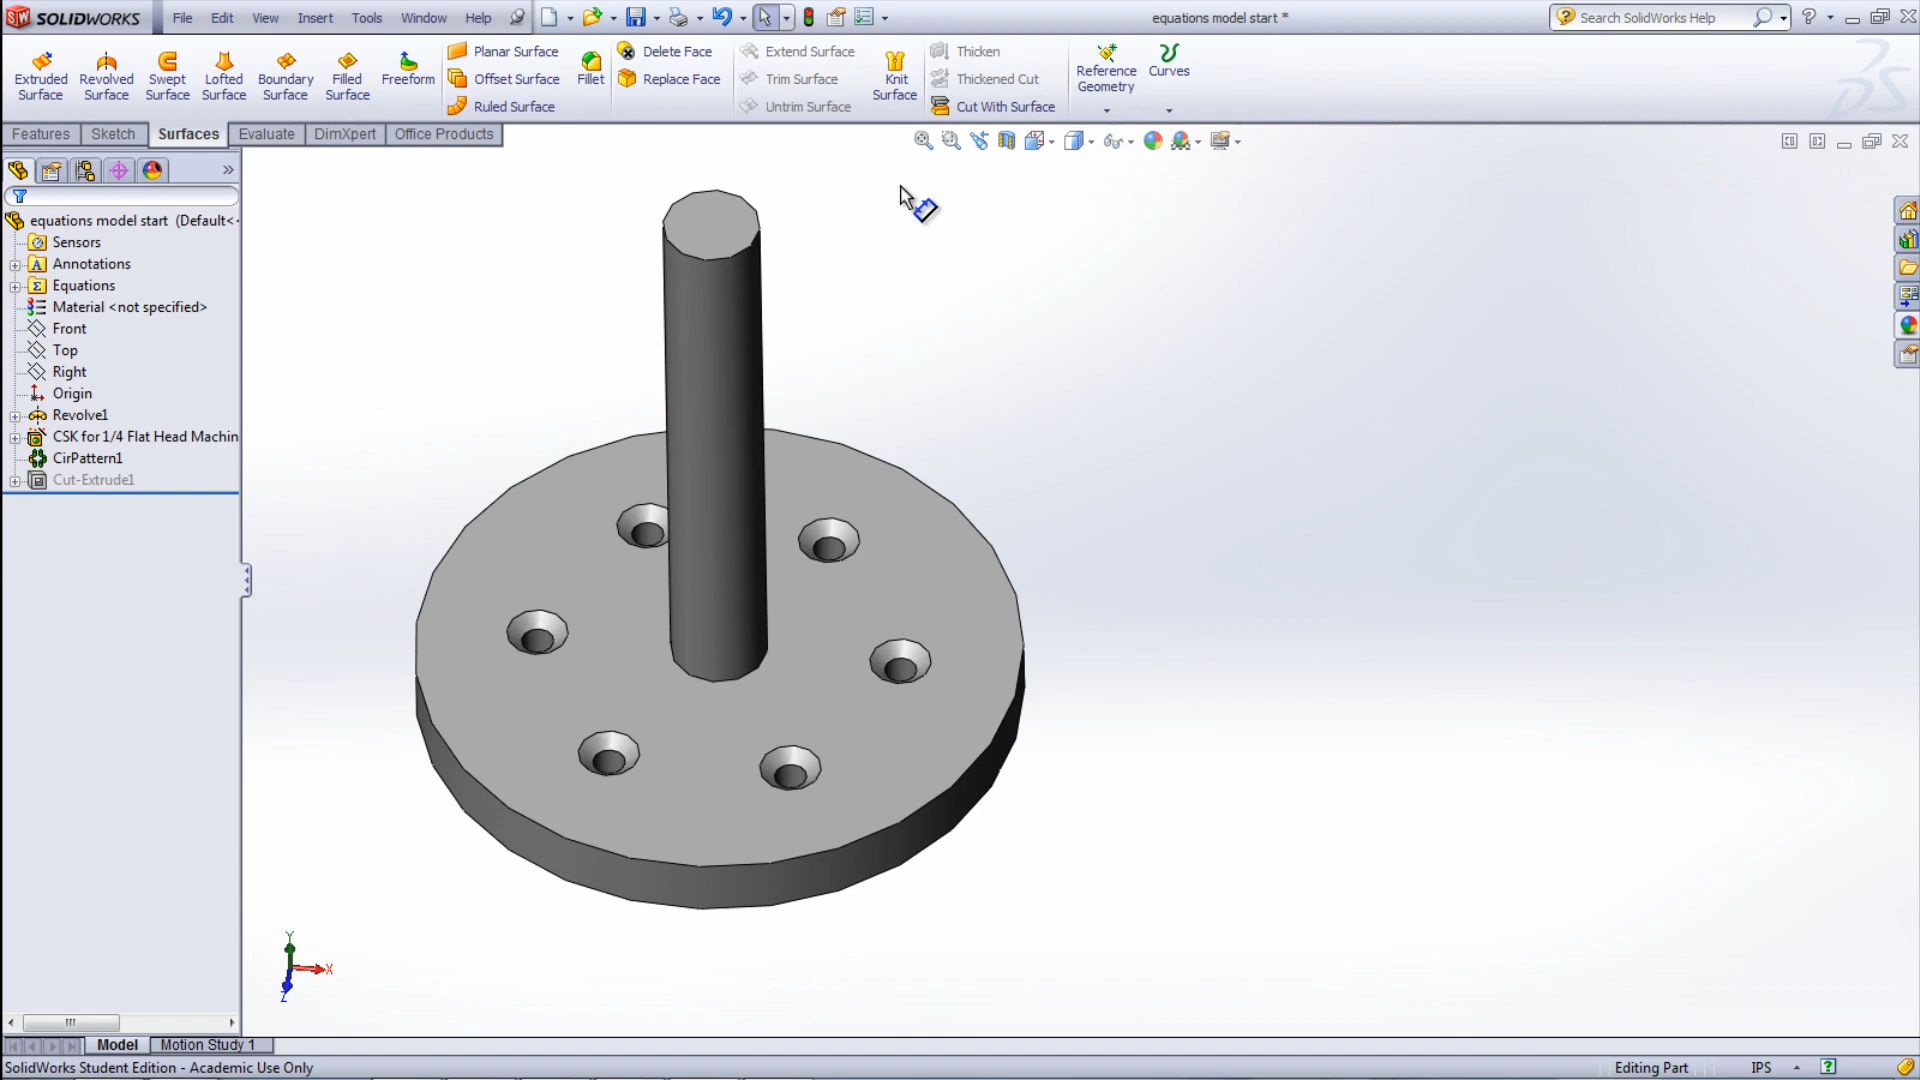 SOLIDWORKS File Edit View Insert Tools Window Help equations model start * Search SolidWorks Help
Extruded Surface
Revolved Surface
Swept Surface
Lofted Surface
Boundary Surface
Filled Surface
Freeform
Planar Surface
Offset Surface
Ruled Surface
Fillet
Delete Face
Replace Face
Extend Surface
Trim Surface
Untrim Surface
Knit Surface
Thicken
Thickened Cut
Cut With Surface
Reference Geometry
Curves
Features Sketch Surfaces Evaluate DimXpert Office Products
equations model start (Default<
Sensors
Annotations
Equations
Material <not specified>
Front
Top
Right
Origin
Revolve1
CSK for 1/4 Flat Head Machin
CirPattern1
Cut-Extrude1
Y
X
Z
Model Motion Study 1
SolidWorks Student Edition - Academic Use Only Editing Part IPS